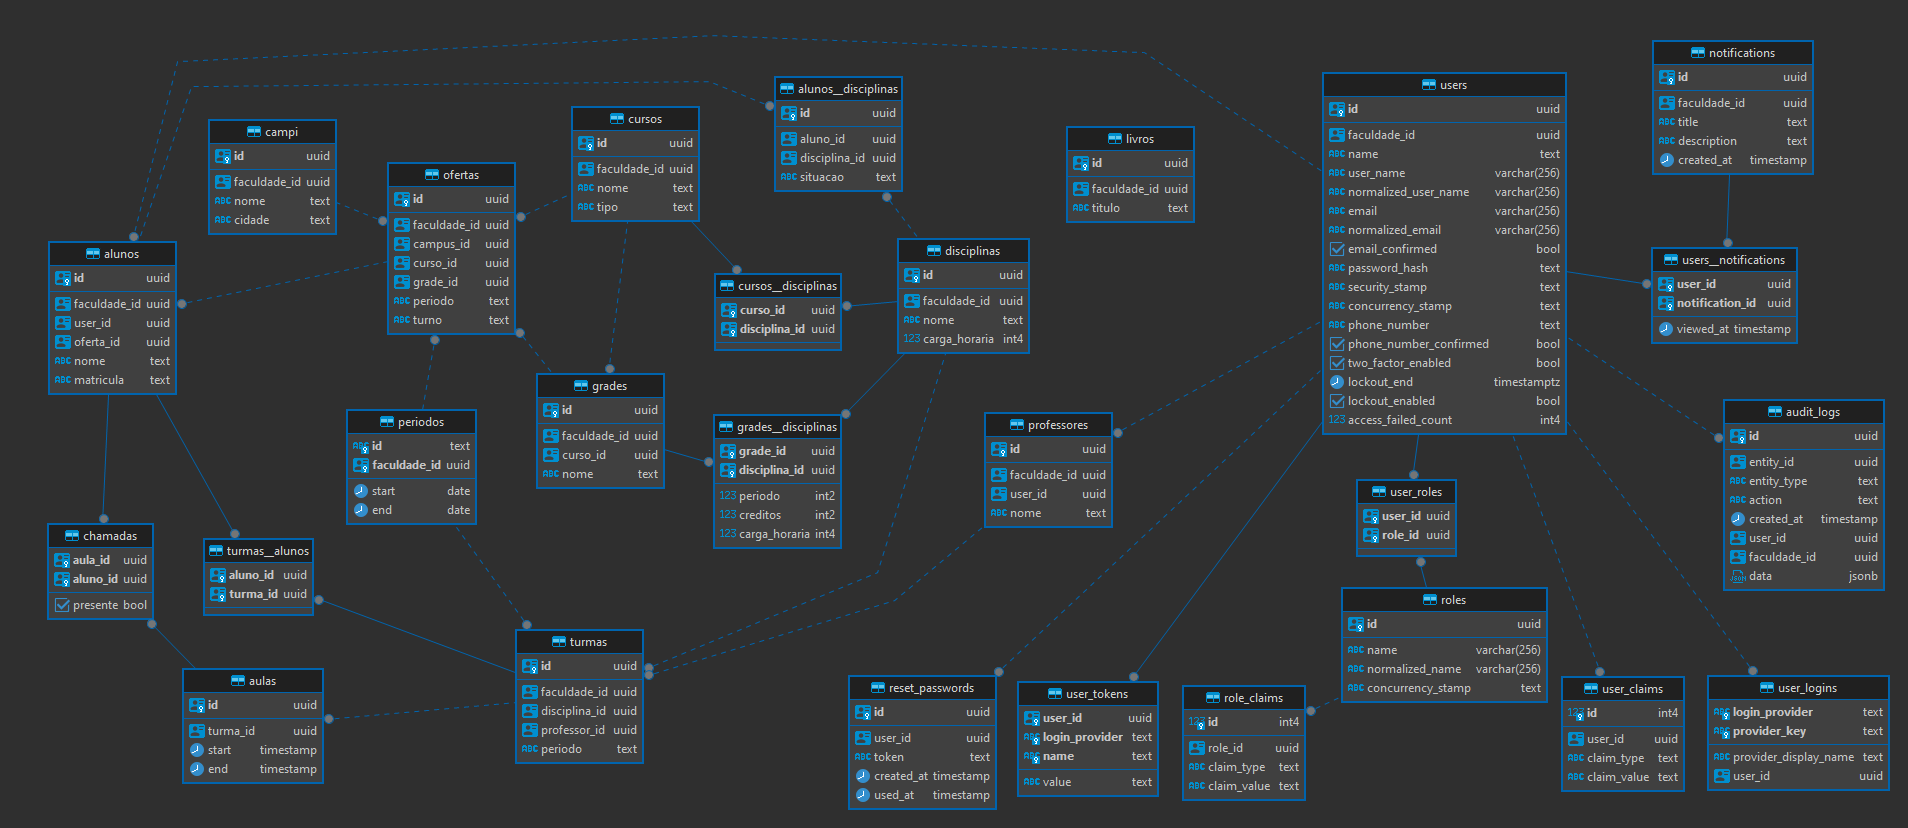 campi
id uuid
faculdade_id uuid
nome text
cidade text
alunos
id uuid
faculdade_id uuid
user_id uuid
oferta_id uuid
nome text
matricula text
ofertas
id uuid
faculdade_id uuid
campus_id uuid
curso_id uuid
grade_id uuid
periodo text
turno text
cursos
id uuid
faculdade_id uuid
nome text
tipo text
alunos__disciplinas
id uuid
aluno_id uuid
disciplina_id uuid
situacao text
livros
id uuid
faculdade_id uuid
titulo text
users
id uuid
faculdade_id uuid
name text
user_name varchar(256)
normalized_user_name varchar(256)
email varchar(256)
normalized_email varchar(256)
email_confirmed bool
password_hash text
security_stamp text
concurrency_stamp text
phone_number text
phone_number_confirmed bool
two_factor_enabled bool
lockout_end timestamptz
lockout_enabled bool
123 access_failed_count int4
notifications
id uuid
faculdade_id uuid
title text
description text
created_at timestamp
users__notifications
user_id uuid
notification_id uuid
viewed_at timestamp
disciplinas
id uuid
faculdade_id uuid
nome text
123 carga_horaria int4
cursos__disciplinas
curso_id uuid
disciplina_id uuid
grades
id uuid
faculdade_id uuid
curso_id uuid
nome text
grades__disciplinas
grade_id uuid
disciplina_id uuid
123 periodo int2
123 creditos int2
123 carga_horaria int4
periodos
id text
faculdade_id uuid
start date
end date
professores
id uuid
faculdade_id uuid
user_id uuid
nome text
audit_logs
id uuid
entity_id uuid
entity_type text
action text
created_at timestamp
user_id uuid
faculdade_id uuid
data jsonb
user_roles
user_id uuid
role_id uuid
chamadas
aula_id uuid
aluno_id uuid
presente bool
turmas__alunos
aluno_id uuid
turma_id uuid
turmas
id uuid
faculdade_id uuid
disciplina_id uuid
professor_id uuid
periodo text
aulas
id uuid
turma_id uuid
start timestamp
end timestamp
roles
id uuid
name varchar(256)
normalized_name varchar(256)
concurrency_stamp text
reset_passwords
id uuid
user_id uuid
token text
created_at timestamp
used_at timestamp
user_tokens
user_id uuid
login_provider text
name text
value text
role_claims
123 id int4
role_id uuid
claim_type text
claim_value text
user_claims
123 id int4
user_id uuid
claim_type text
claim_value text
user_logins
login_provider text
provider_key text
provider_display_name text
user_id uuid